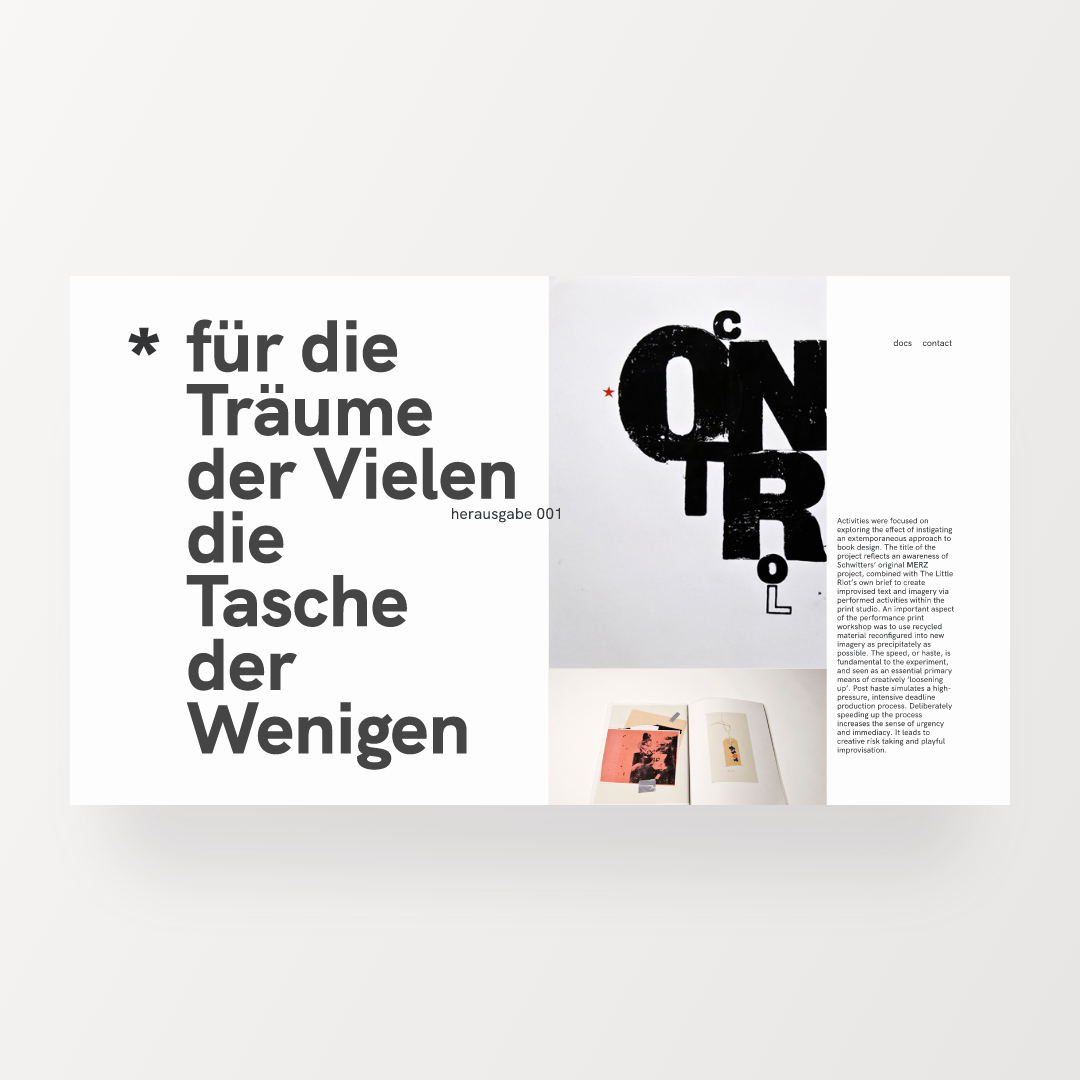 * für die
Träume
der Vielen
die
Tasche
der
Wenigen
herausgabe 001
C
ON
TR
O
L
docs contact
Activities were focused on
exploring the effect of instigating
an extemporaneous approach to
book design. The title of the
project reflects an awareness of
Schwitters' original MERZ
project, combined with The Little
Riot's own brief to create
improvised text and imagery via
performed activities within the
print studio. An important aspect
of the performance print
workshop was to use recycled
material reconfigured into new
imagery as precipitately as
possible. The speed, or haste, is
fundamental to the experiment,
and seen as an essential primary
means of creatively 'loosening
up'. Post haste simulates a high-
pressure, intensive deadline
production process. Deliberately
speeding up the process
increases the sense of urgency
and immediacy. It leads to
creative risk taking and playful
improvisation.